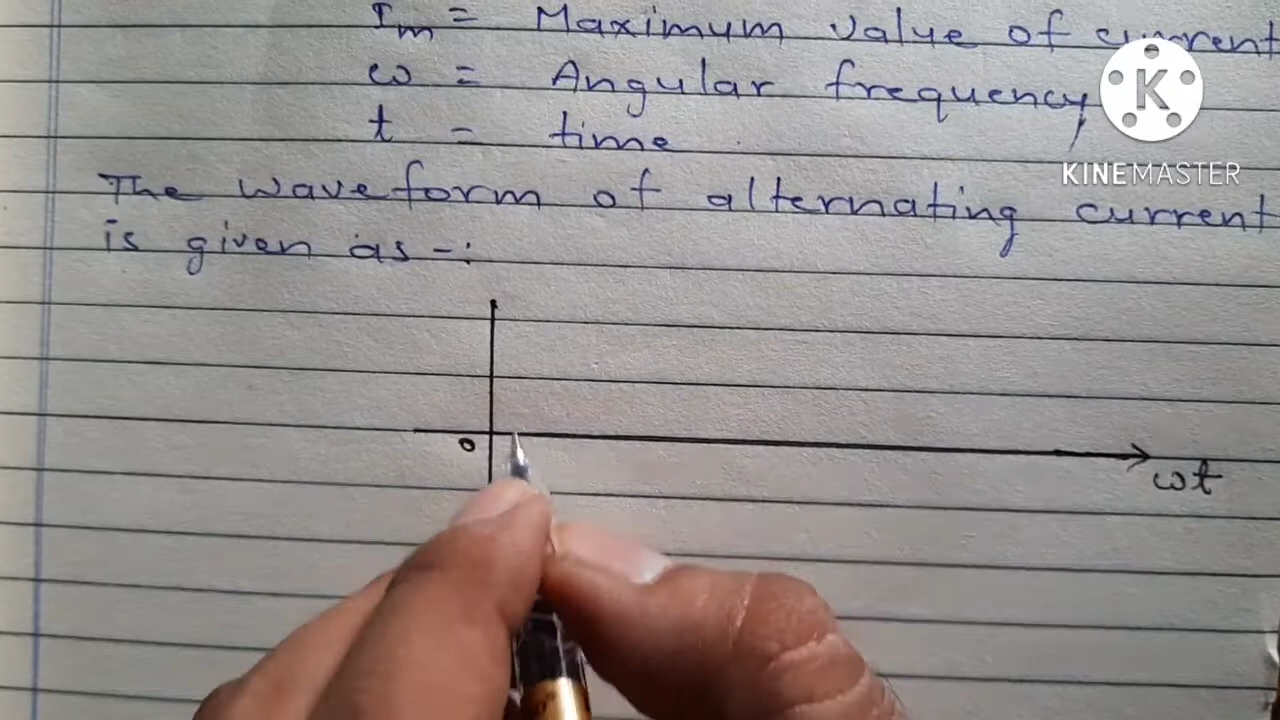 Im = Maximum value of current
ω = Angular frequency
t = time
The waveform of alternating current
is given as -:
0
ωt
K
KINEMASTER